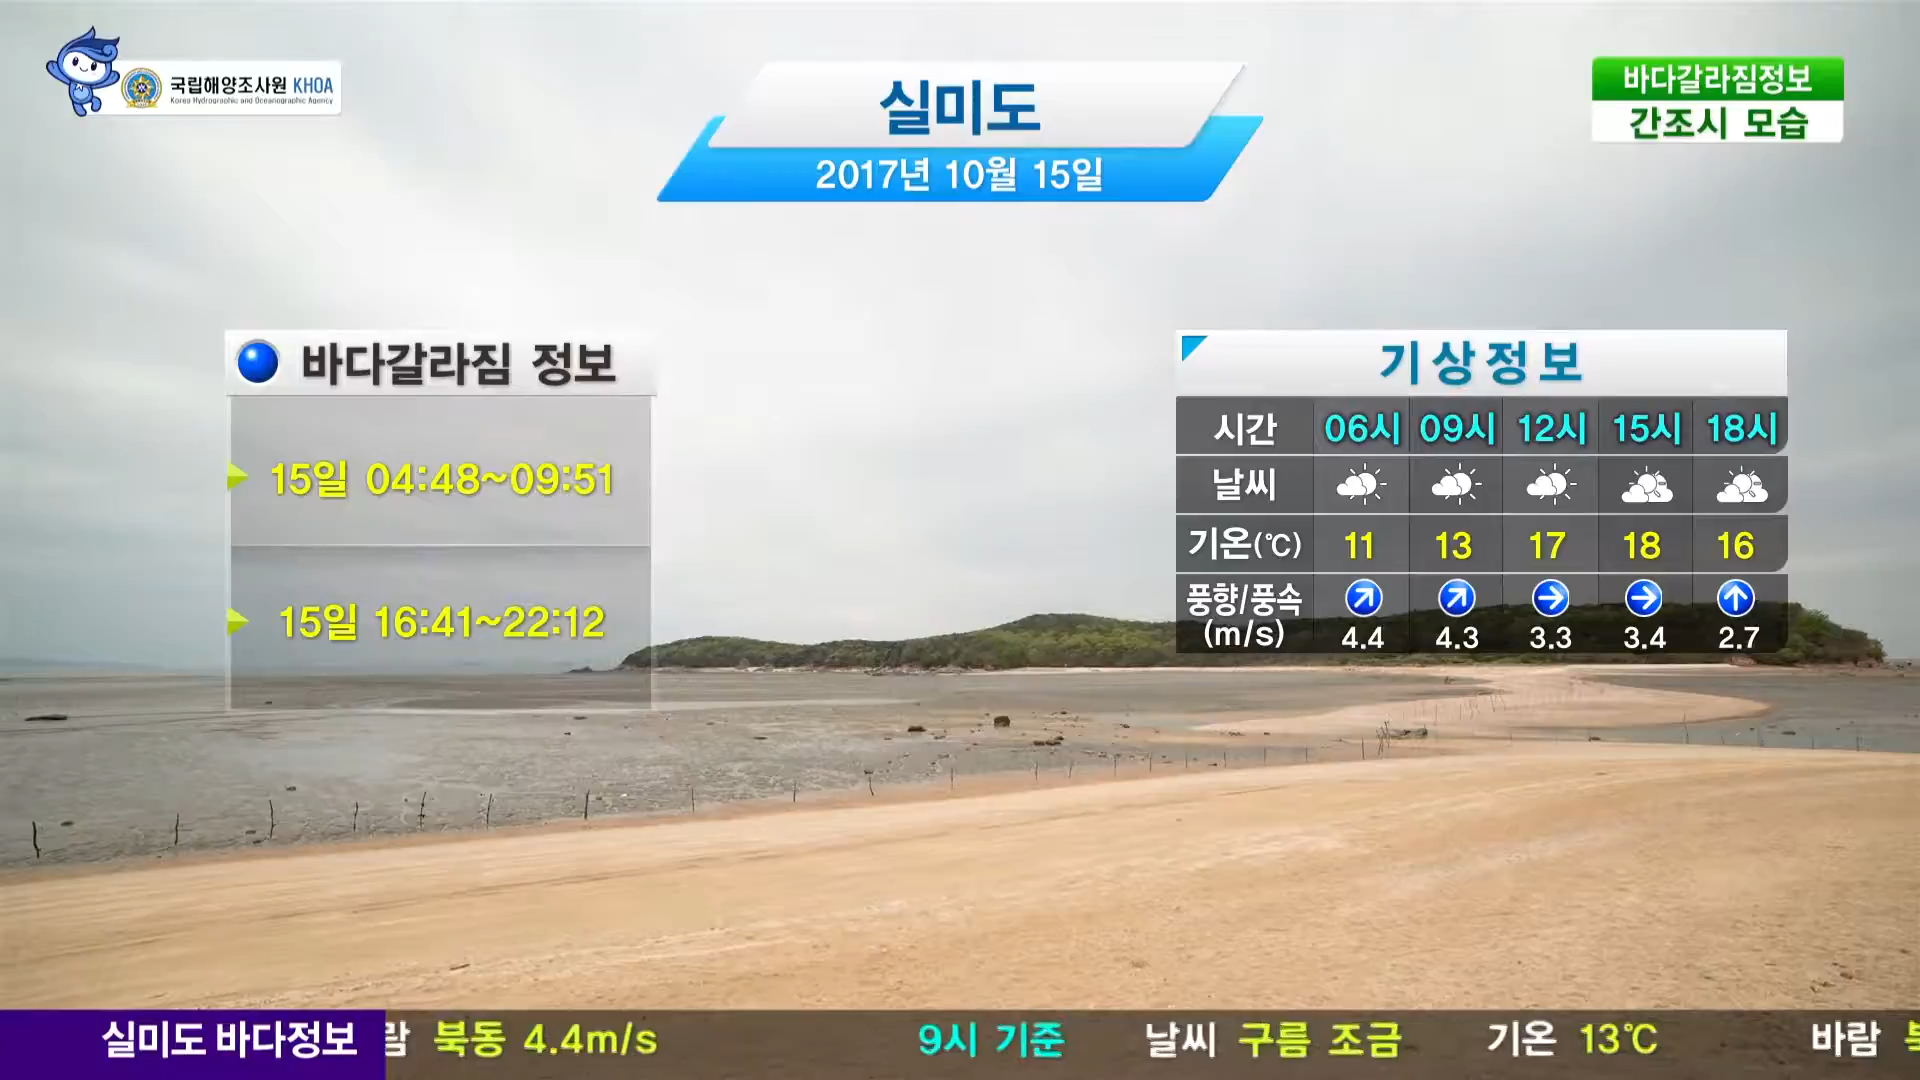 국립해양조사원 KHOA
Korea Hydrographic and Oceanographic Agency
실미도
2017년 10월 15일
바다갈라짐정보
간조시 모습
바다갈라짐 정보
15일 04:48~09:51
15일 16:41~22:12
기상정보
시간 06시 09시 12시 15시 18시
날씨
기온(℃) 11 13 17 18 16
풍향/풍속
(m/s) 4.4 4.3 3.3 3.4 2.7
실미도 바다정보 람 북동 4.4m/s 9시 기준 날씨 구름 조금 기온 13℃ 바람